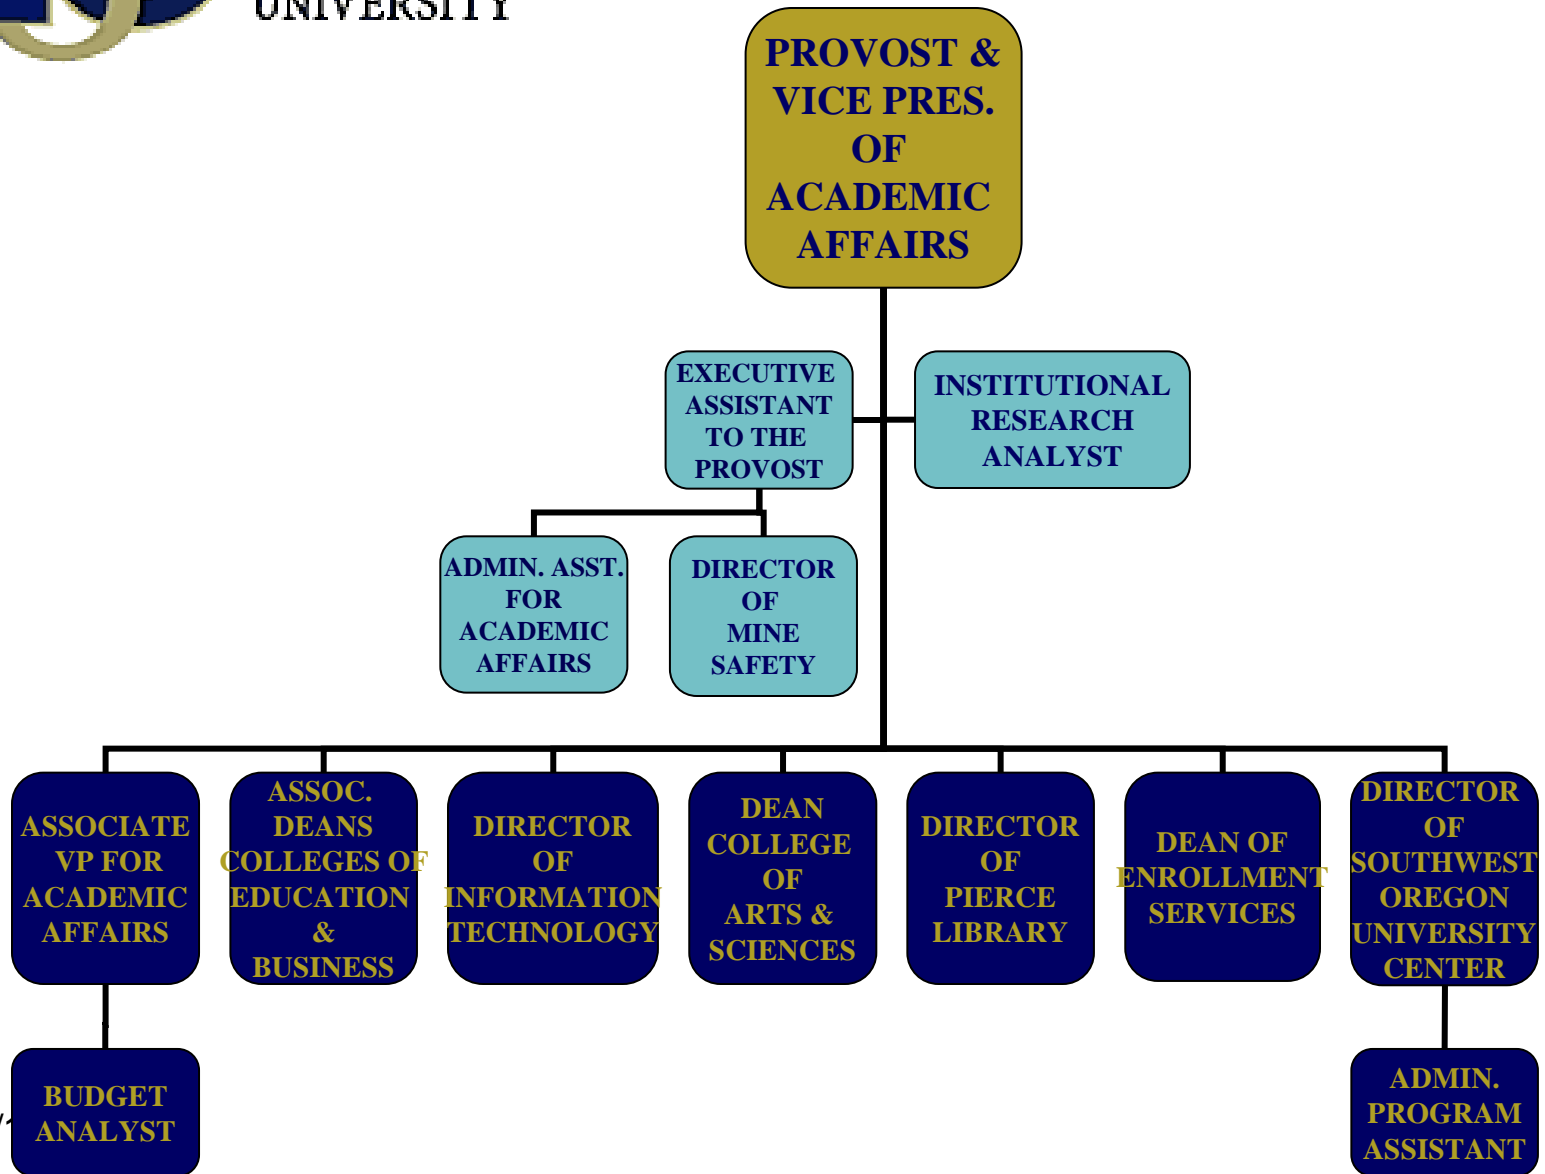 UNIVERSITY
PROVOST &
VICE PRES.
OF
ACADEMIC
AFFAIRS
EXECUTIVE
ASSISTANT
TO THE
PROVOST
INSTITUTIONAL
RESEARCH
ANALYST
ADMIN. ASST.
FOR
ACADEMIC
AFFAIRS
DIRECTOR
OF
MINE
SAFETY
ASSOCIATE
VP FOR
ACADEMIC
AFFAIRS
ASSOC.
DEANS
COLLEGES OF
EDUCATION
&
BUSINESS
DIRECTOR
OF
INFORMATION
TECHNOLOGY
DEAN
COLLEGE
OF
ARTS &
SCIENCES
DIRECTOR
OF
PIERCE
LIBRARY
DEAN OF
ENROLLMENT
SERVICES
DIRECTOR
OF
SOUTHWEST
OREGON
UNIVERSITY
CENTER
BUDGET
ANALYST
ADMIN.
PROGRAM
ASSISTANT